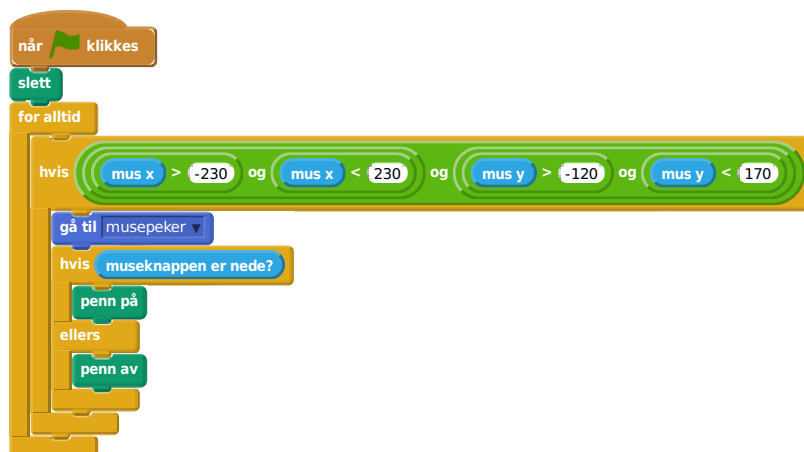 når klikkes
slett
for alltid
hvis mus x > -230 og mus x < 230 og mus y > -120 og mus y < 170
gå til musepeker ▼
hvis museknappen er nede?
penn på
ellers
penn av